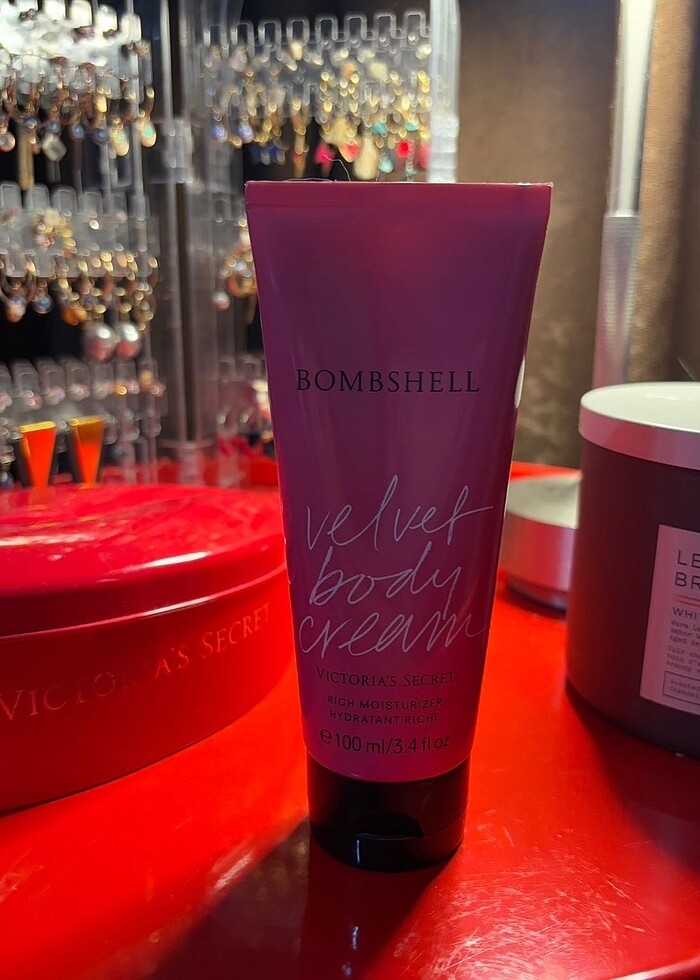 BOMBSHELL
velvet
body
cream
VICTORIA'S SECRET
RICH MOISTURIZER
HYDRATANT RICHE
℮100 ml/3.4 fl oz
VICTORIA'S SECRET